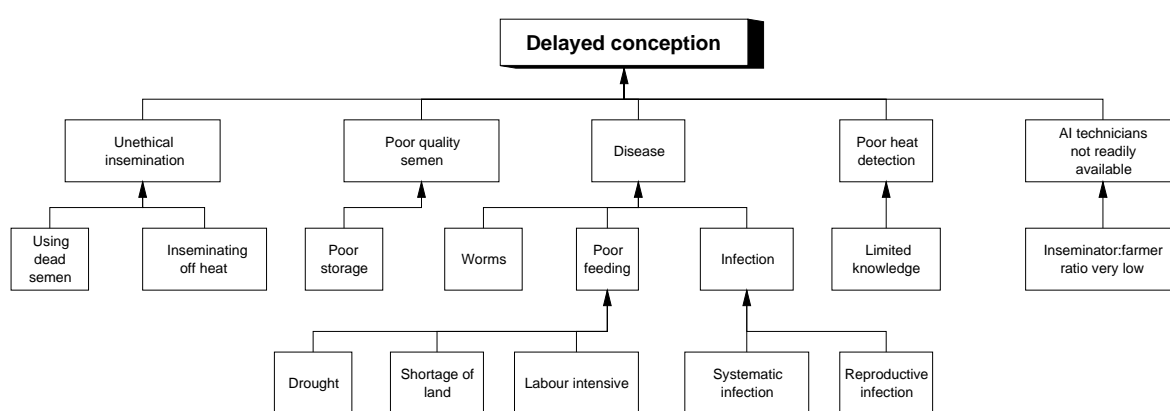 Delayed conception
Unethical
insemination
Poor quality
semen
Disease
Poor heat
detection
AI technicians
not readily
available
Using
dead
semen
Inseminating
off heat
Poor
storage
Worms
Poor
feeding
Infection
Limited
knowledge
Inseminator:farmer
ratio very low
Drought
Shortage of
land
Labour intensive
Systematic
infection
Reproductive
infection